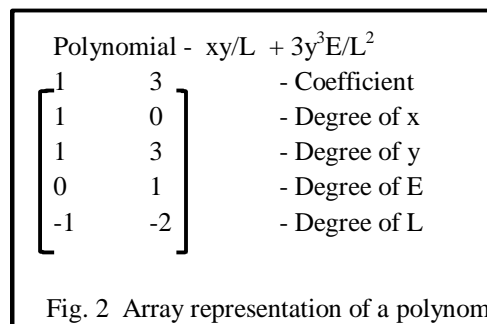 Polynomial - xy/L + 3y³E/L²
1 3 - Coefficient
1 0 - Degree of x
1 3 - Degree of y
0 1 - Degree of E
-1 -2 - Degree of L
Fig. 2 Array representation of a polynom